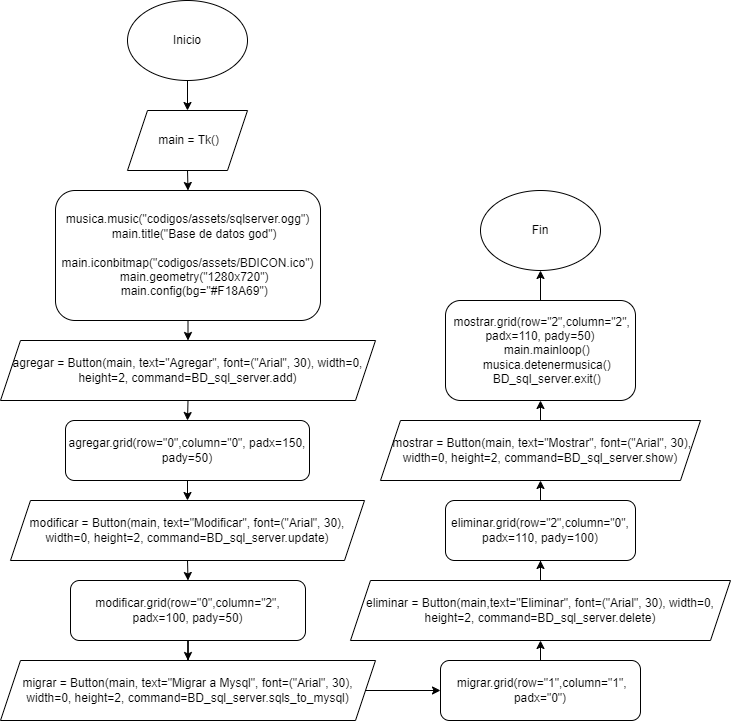 Inicio
main = Tk()
musica.music("codigos/assets/sqlserver.ogg")
main.title("Base de datos god")
main.iconbitmap("codigos/assets/BDICON.ico")
main.geometry("1280x720")
main.config(bg="#F18A69")
agregar = Button(main, text="Agregar", font=("Arial", 30), width=0,
height=2, command=BD_sql_server.add)
agregar.grid(row="0",column="0", padx=150,
pady=50)
modificar = Button(main, text="Modificar", font=("Arial", 30),
width=0, height=2, command=BD_sql_server.update)
modificar.grid(row="0",column="2",
padx=100, pady=50)
migrar = Button(main, text="Migrar a Mysql", font=("Arial", 30),
width=0, height=2, command=BD_sql_server.sqls_to_mysql)
migrar.grid(row="1",column="1",
padx="0")
eliminar = Button(main,text="Eliminar", font=("Arial", 30), width=0,
height=2, command=BD_sql_server.delete)
eliminar.grid(row="2",column="0",
padx=110, pady=100)
mostrar = Button(main, text="Mostrar", font=("Arial", 30),
width=0, height=2, command=BD_sql_server.show)
mostrar.grid(row="2",column="2",
padx=110, pady=50)
main.mainloop()
musica.detenermusica()
BD_sql_server.exit()
Fin